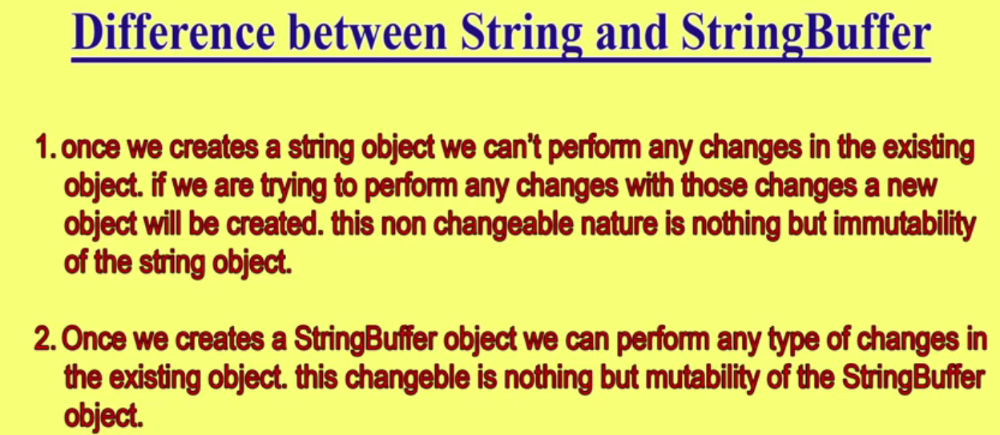 Difference between String and StringBuffer
1. once we creates a string object we can't perform any changes in the existing
object. if we are trying to perform any changes with those changes a new
object will be created. this non changeable nature is nothing but immutability
of the string object.
2. Once we creates a StringBuffer object we can perform any type of changes in
the existing object. this changeble is nothing but mutability of the StringBuffer
object.